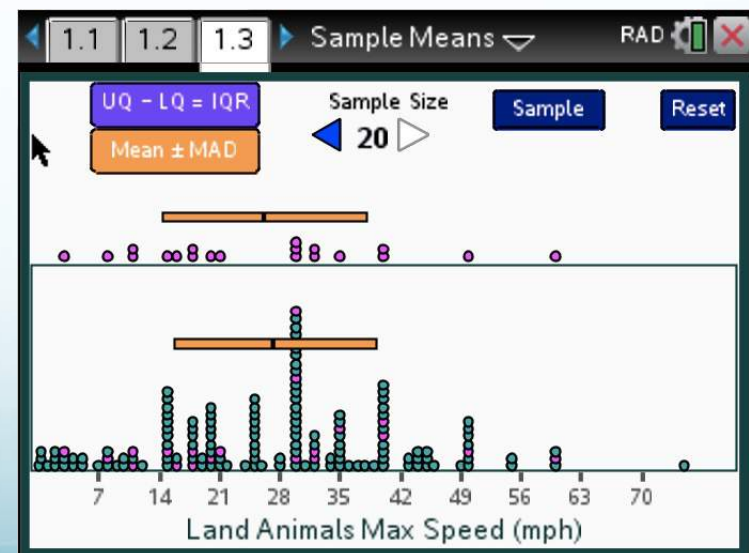 1.1 1.2 1.3 Sample Means RAD
UQ - LQ = IQR
Mean ± MAD
Sample Size
20
Sample
Reset
7 14 21 28 35 42 49 56 63 70
Land Animals Max Speed (mph)